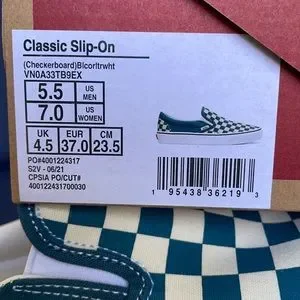 Classic Slip-On
(Checkerboard)Blcorltrwht
VN0A33TB9EX
5.5 US MEN
7.0 US WOMEN
UK 4.5 EUR 37.0 CM 23.5
PO#4001224317
S2V - 06/21
CPSIA PO/CUT#
400122431700030
1 95438 36219 3